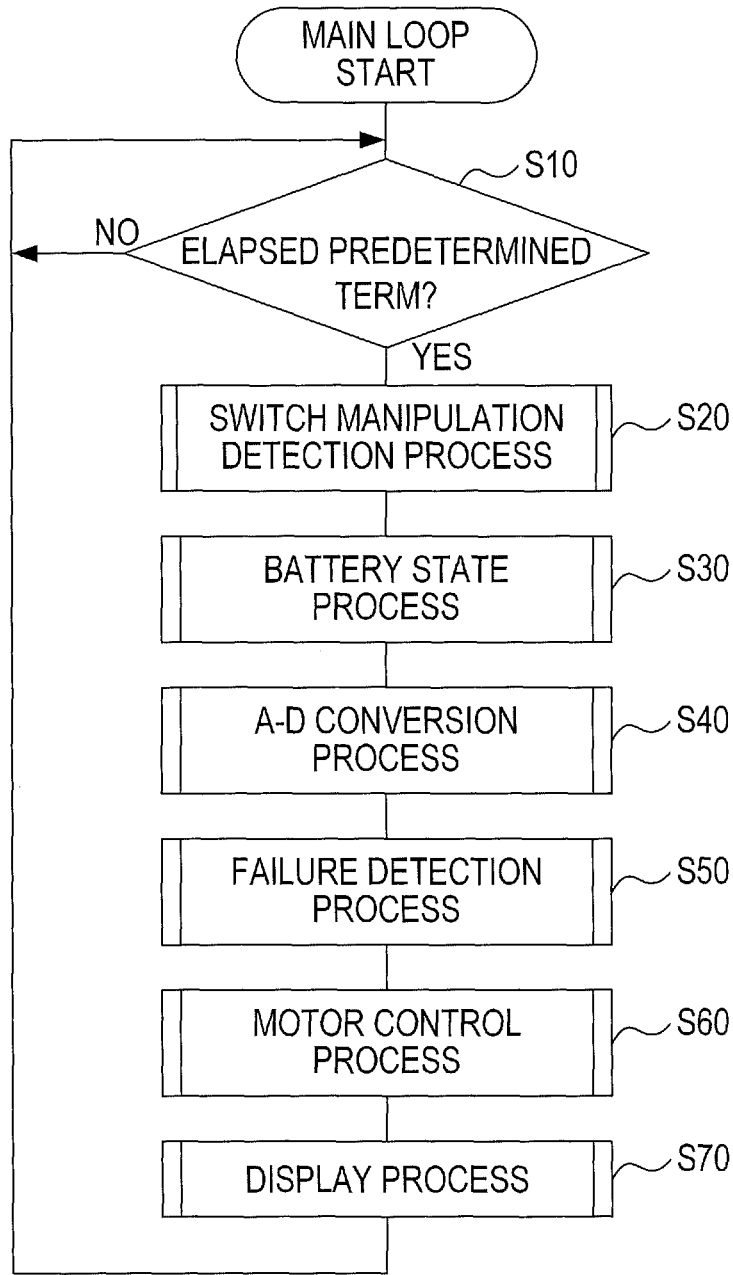 MAIN LOOP
START
S10
NO
ELAPSED PREDETERMINED
TERM?
YES
SWITCH MANIPULATION
DETECTION PROCESS
S20
BATTERY STATE
PROCESS
S30
A-D CONVERSION
PROCESS
S40
FAILURE DETECTION
PROCESS
S50
MOTOR CONTROL
PROCESS
S60
DISPLAY PROCESS
S70